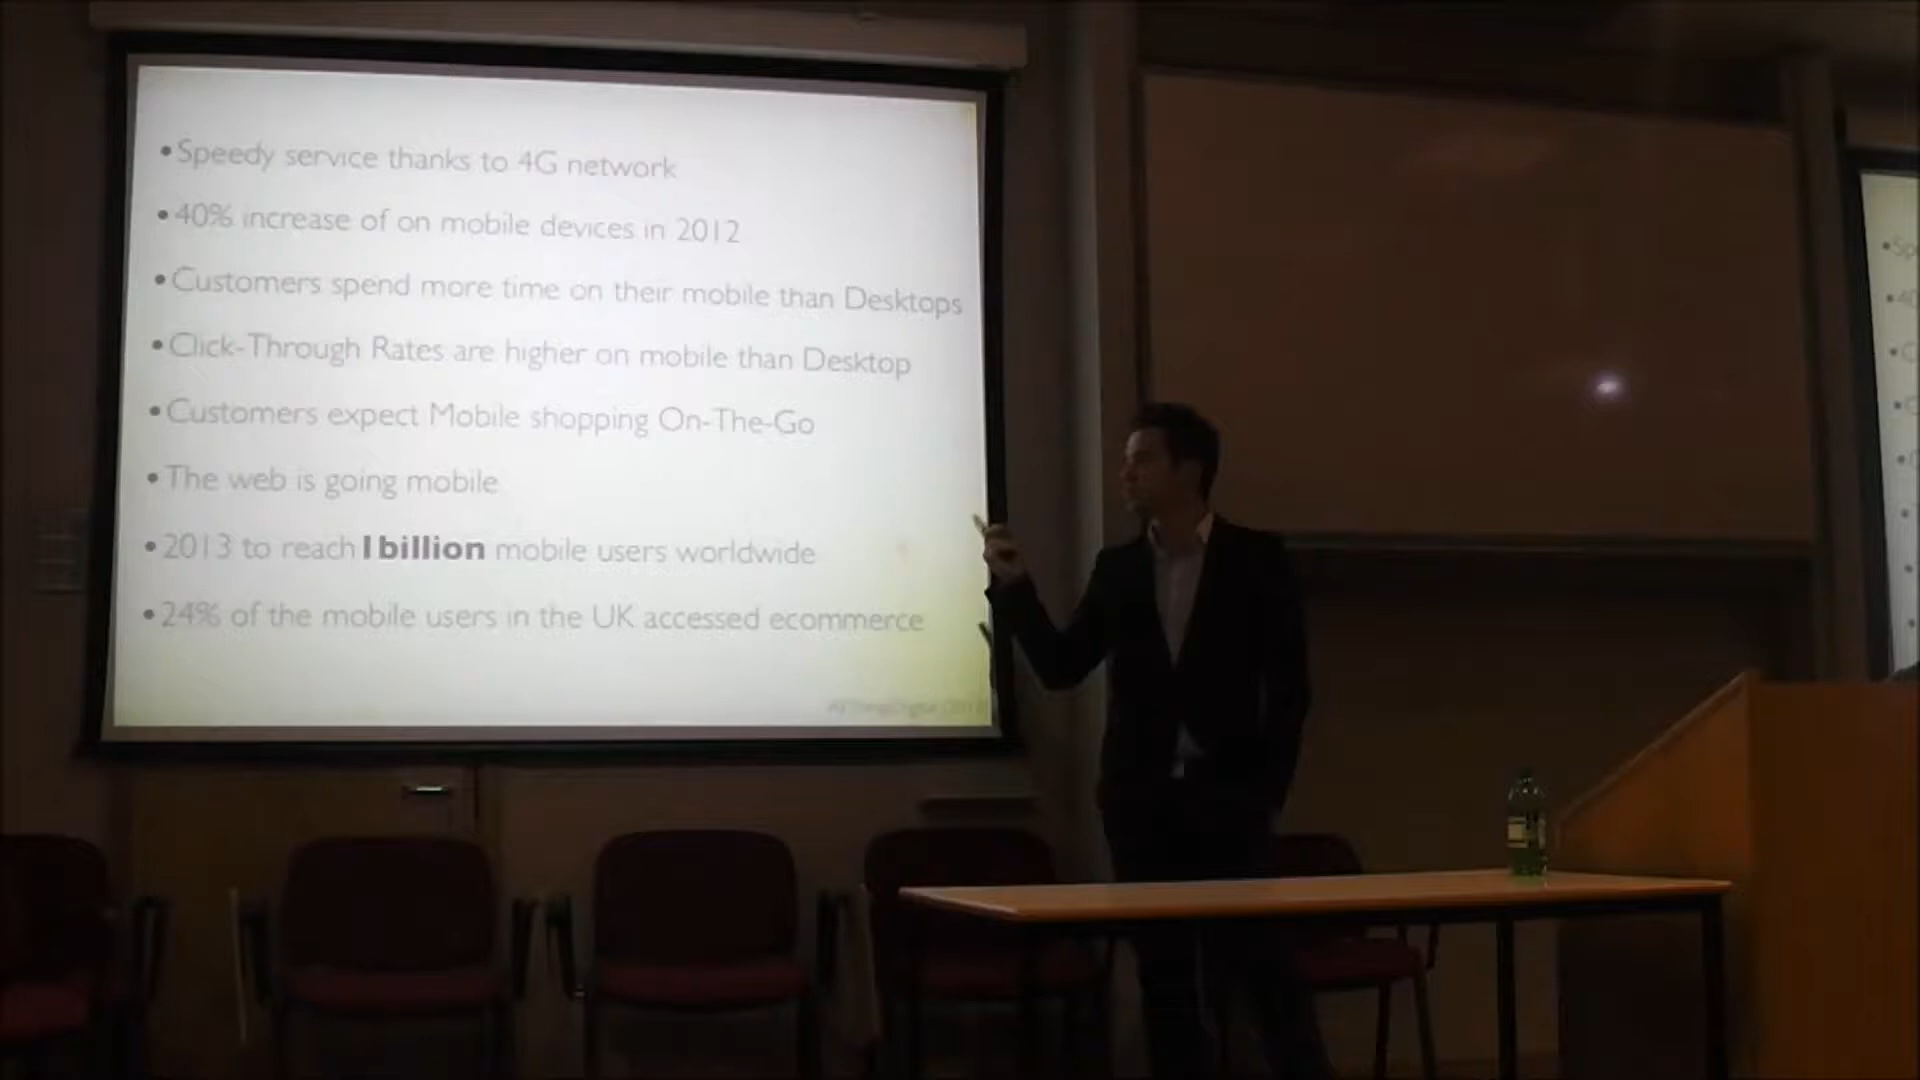 •Speedy service thanks to 4G network
•40% increase of on mobile devices in 2012
•Customers spend more time on their mobile than Desktops
•Click-Through Rates are higher on mobile than Desktop
•Customers expect Mobile shopping On-The-Go
•The web is going mobile
•2013 to reach 1 billion mobile users worldwide
•24% of the mobile users in the UK accessed ecommerce
•Sp
•40
•C
•C
•C